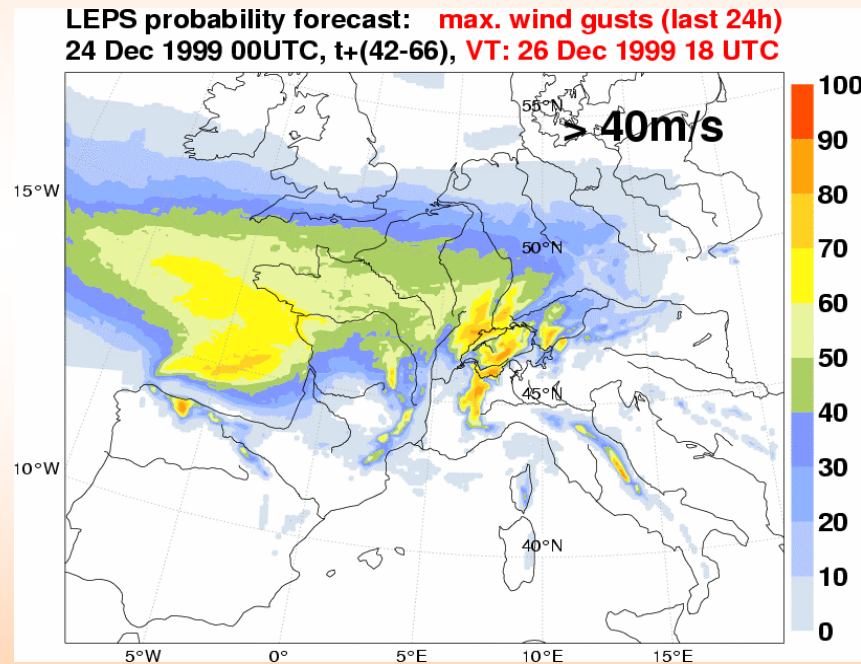 LEPS probability forecast: max. wind gusts (last 24h)
24 Dec 1999 00UTC, t+(42-66), VT: 26 Dec 1999 18 UTC
> 40m/s
55°N
50°N
45°N
40°N
15°W
10°W
5°W
0°
5°E
10°E
15°E
100
90
80
70
60
50
40
30
20
10
0